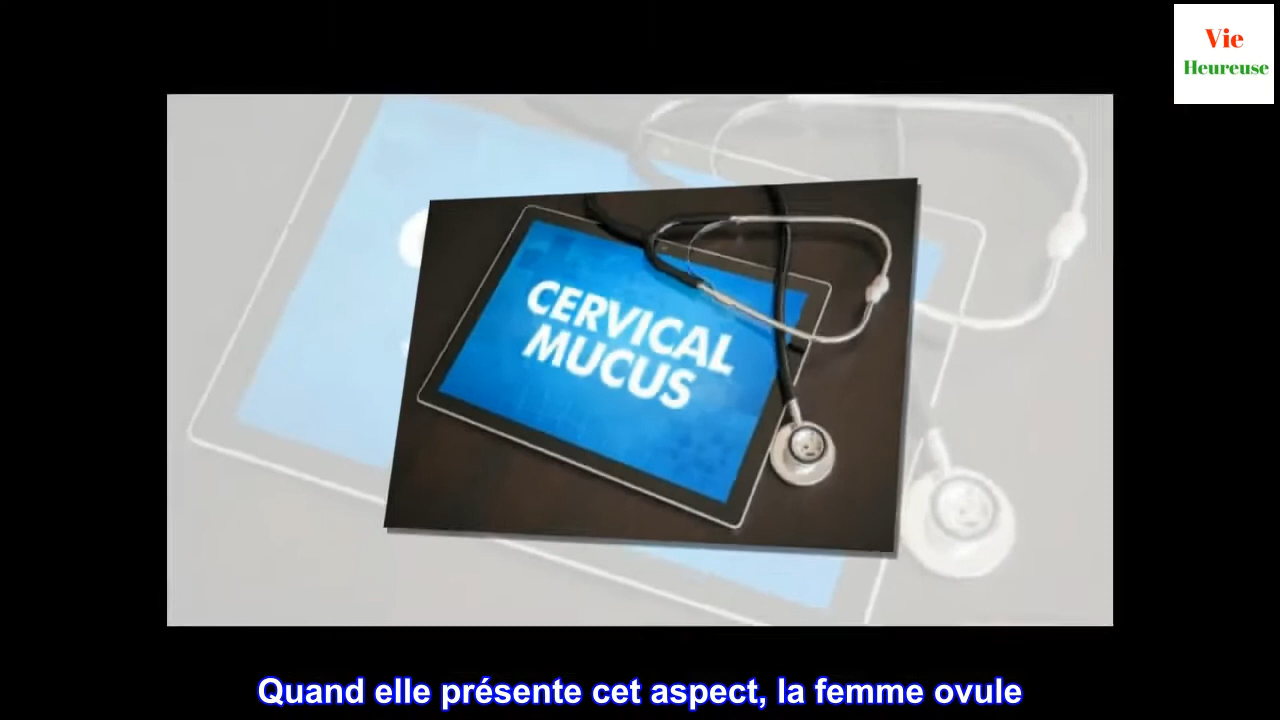 Vie
Heureuse
CERVICAL
MUCUS
Quand elle présente cet aspect, la femme ovule